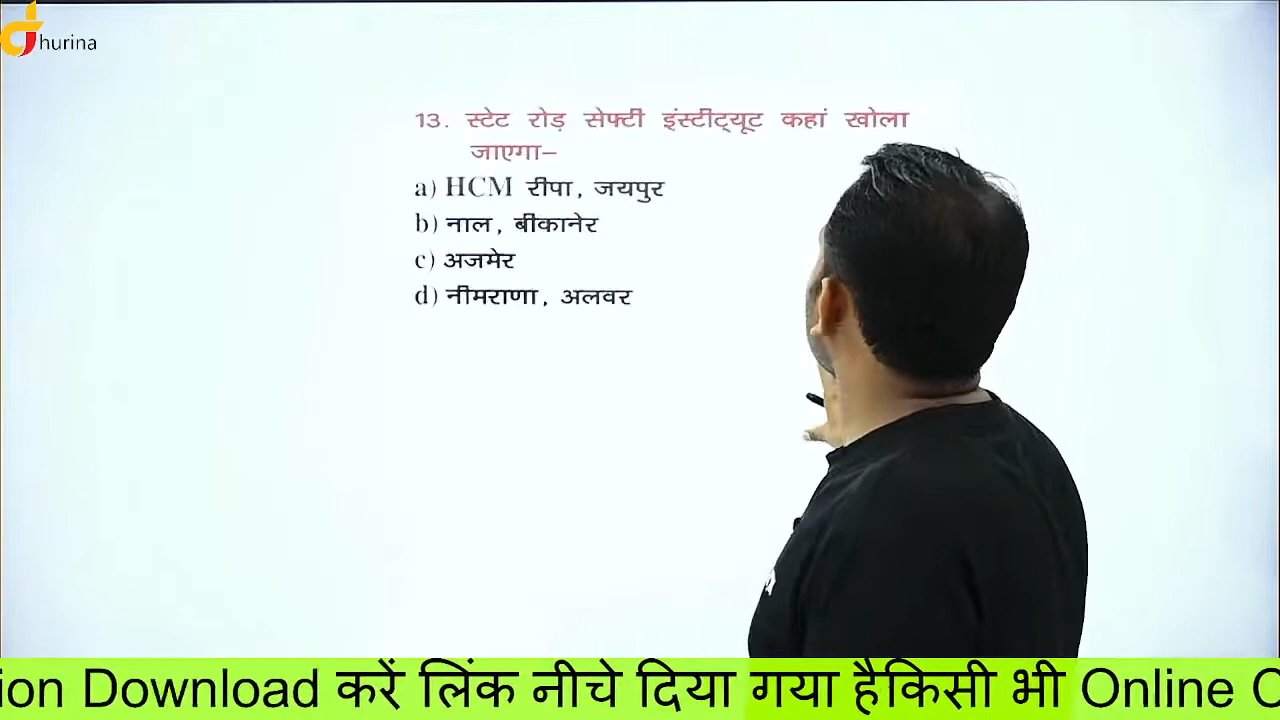 hurina
13. स्टेट रोड़ सेफ्टी इंस्टीट्यूट कहां खोला
जाएगा–
a) HCM रीपा, जयपुर
b) नाल, बीकानेर
c) अजमेर
d) नीमराणा, अलवर
ion Download करें लिंक नीचे दिया गया हैकिसी भी Online C